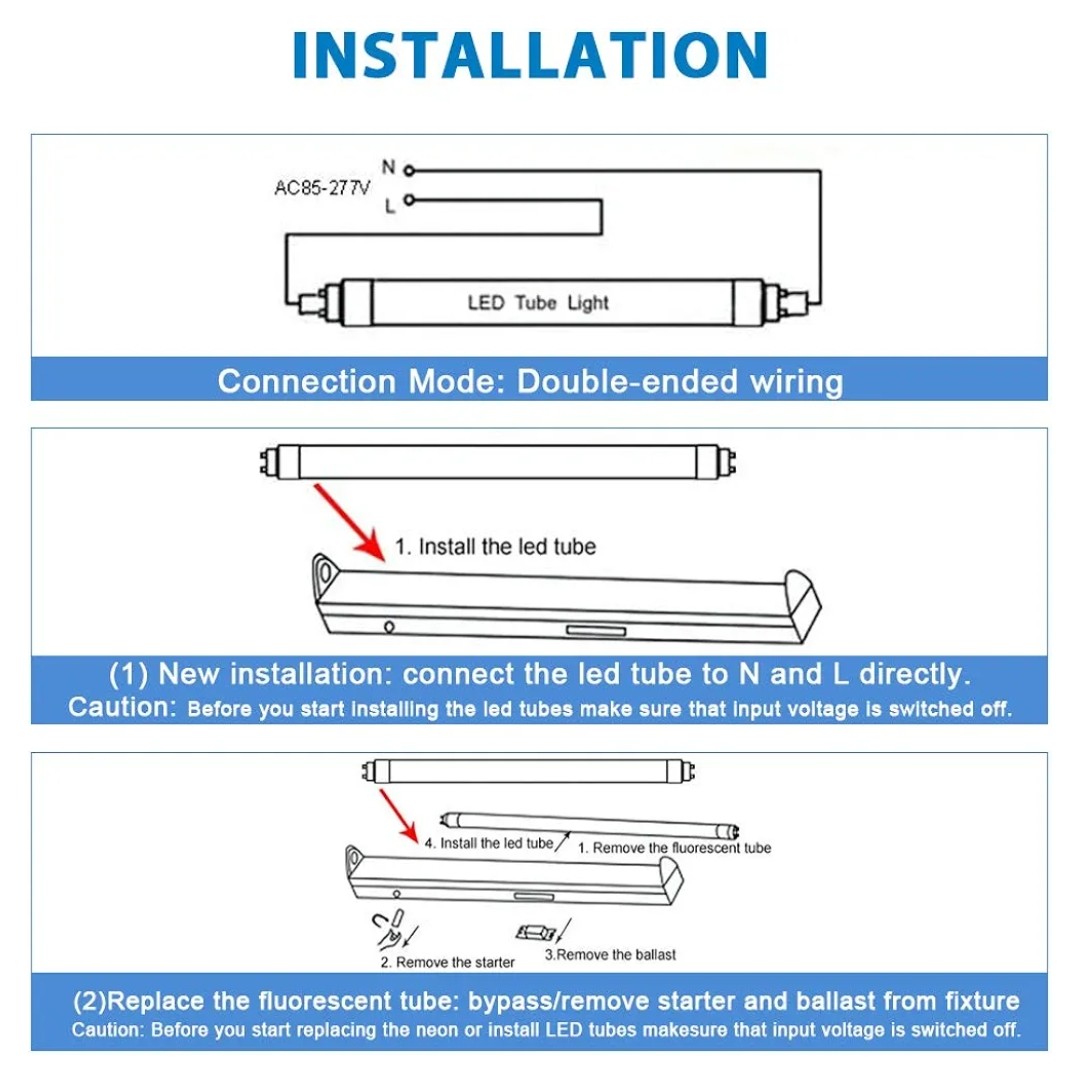 INSTALLATION
N
AC85-277V
L
LED Tube Light
Connection Mode: Double-ended wiring
1. Install the led tube
(1) New installation: connect the led tube to N and L directly.
Caution: Before you start installing the led tubes make sure that input voltage is switched off.
4. Install the led tube
1. Remove the fluorescent tube
2. Remove the starter
3.Remove the ballast
(2)Replace the fluorescent tube: bypass/remove starter and ballast from fixture
Caution: Before you start replacing the neon or install LED tubes makesure that input voltage is switched off.